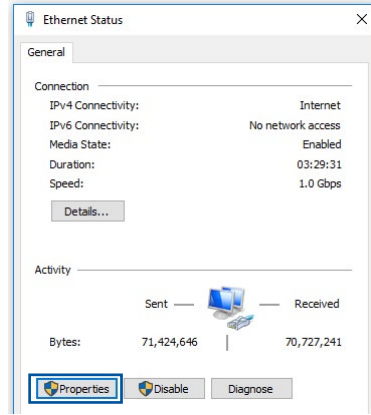 Ethernet Status
General
Connection
IPv4 Connectivity: Internet
IPv6 Connectivity: No network access
Media State: Enabled
Duration: 03:29:31
Speed: 1.0 Gbps
Details...
Activity
Sent Received
Bytes: 71,424,646 70,727,241
Properties Disable Diagnose